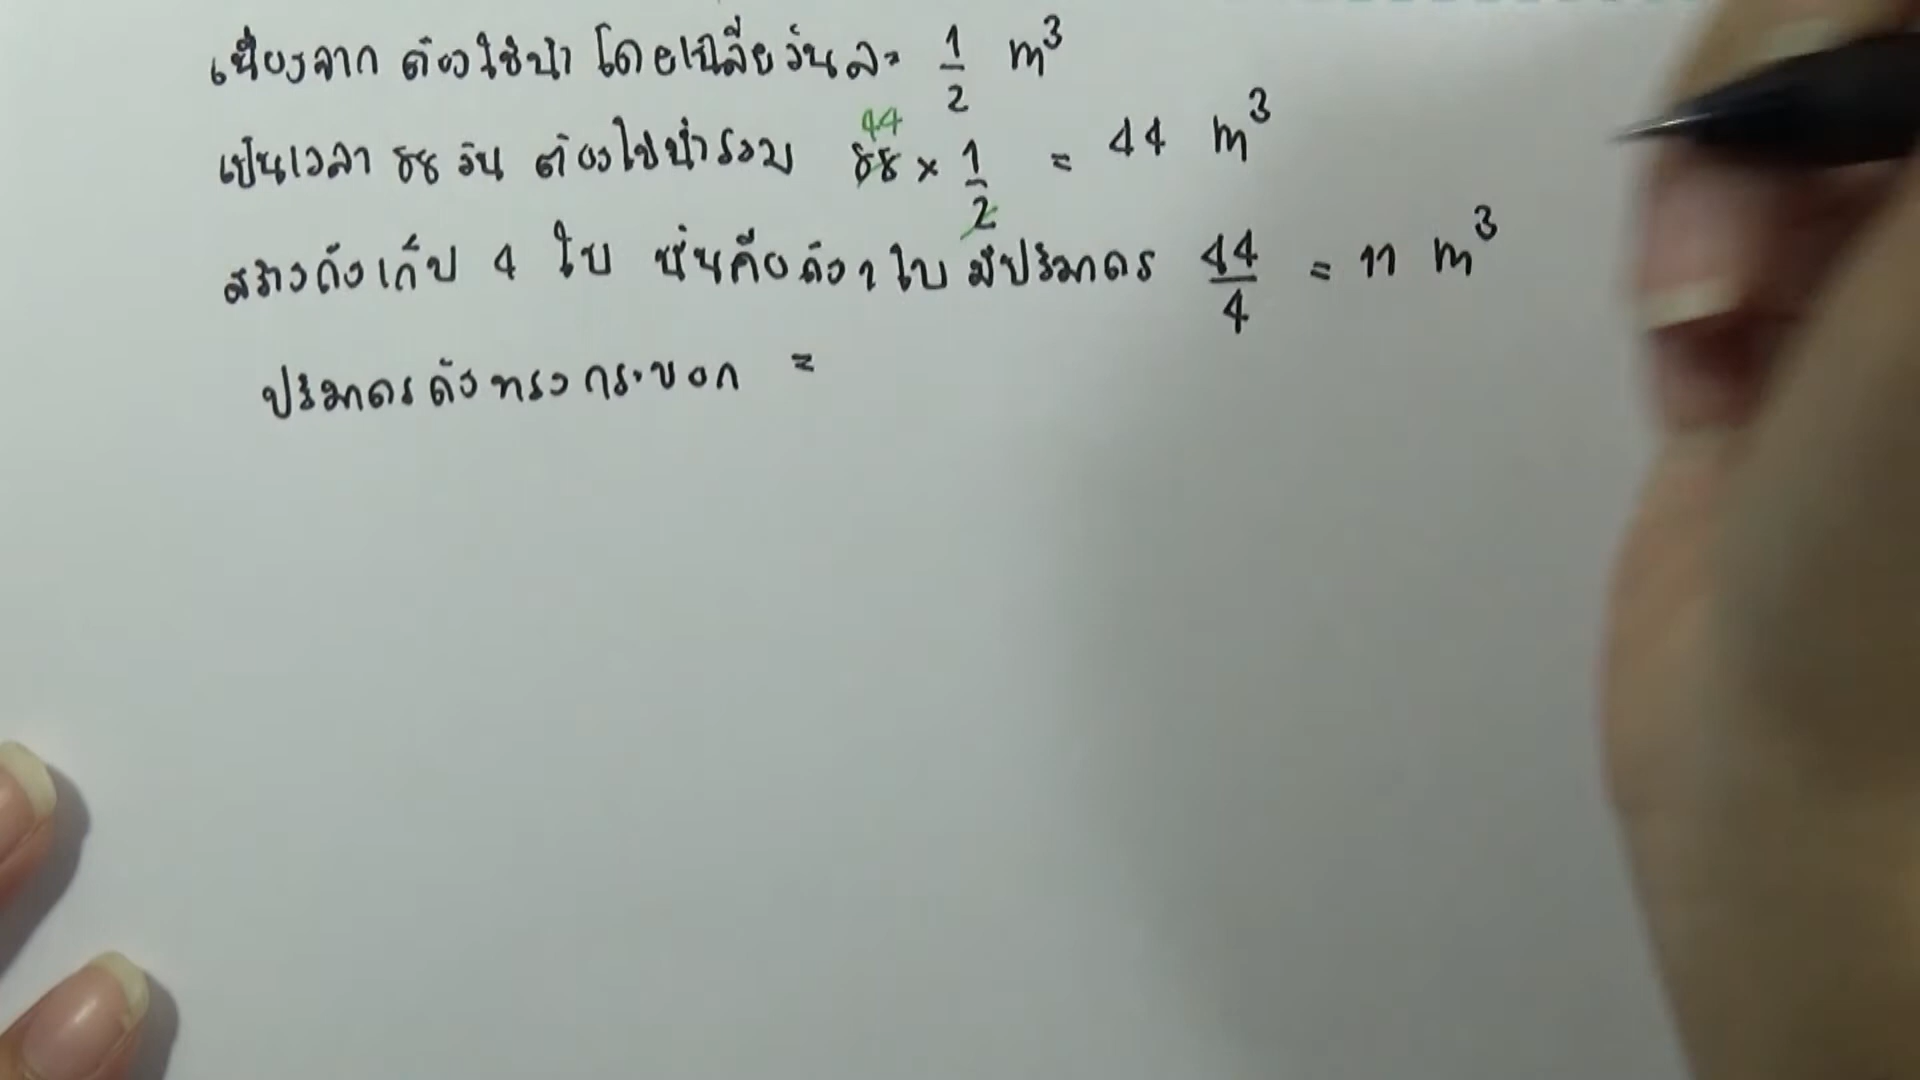 เนื่องจาก ต้องใช้น้ำ โดยเฉลี่ยวันละ 1/2 m³
เป็นเวลา 88 วัน ต้องใช้น้ำรวม 88 × 1/2 = 44 m³
44
สร้างถังเก็บ 4 ใบ นั่นคือถัง 1 ใบ มีปริมาตร 44/4 = 11 m³
ปริมาตรถังทรงกระบอก =